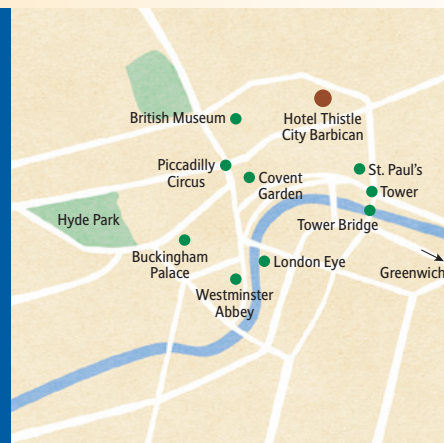 British Museum
Hotel Thistle
City Barbican
Piccadilly
Circus
Covent
Garden
St. Paul's
Tower
Hyde Park
Tower Bridge
Buckingham
Palace
London Eye
Greenwich
Westminster
Abbey